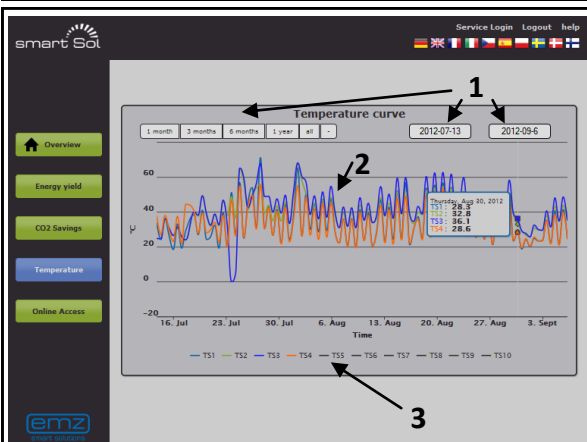 Service Login Logout help
smart Sol
1
Temperature curve
1 month 3 months 6 months 1 year all -
2012-07-13 2012-09-6
Overview
Energy yield
CO2 Savings
Temperature
Online Access
2
60
40
20
0
-20
°C
Thursday, Aug 30, 2012
TS1: 28.3
TS2: 32.8
TS3: 36.1
TS4: 28.6
16. Jul 23. Jul 30. Jul 6. Aug 13. Aug 20. Aug 27. Aug 3. Sept
Time
TS1 TS2 TS3 TS4 TS5 TS6 TS7 TS8 TS9 TS10
3
emz
smart solutions